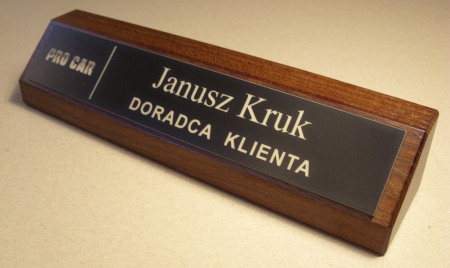 PRO CAR
Janusz Kruk
DORADCA KLIENTA